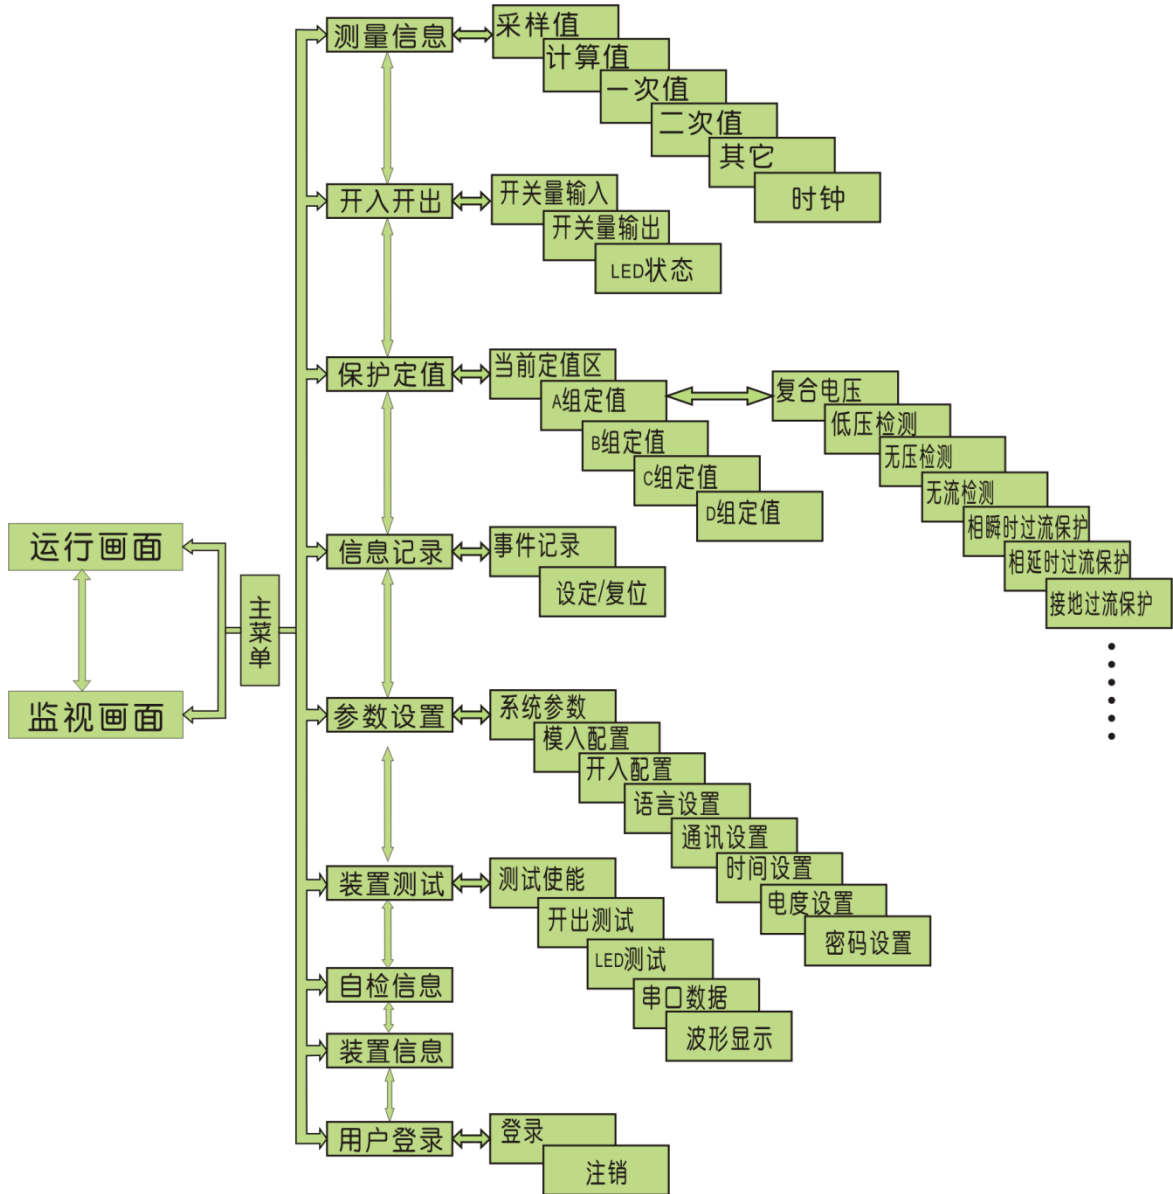 运行画面
监视画面
主菜单
测量信息
采样值
计算值
一次值
二次值
其它
时钟
开入开出
开关量输入
开关量输出
LED状态
保护定值
当前定值区
A组定值
B组定值
C组定值
D组定值
复合电压
低压检测
无压检测
无流检测
相瞬时过流保护
相延时过流保护
接地过流保护
信息记录
事件记录
设定/复位
参数设置
系统参数
模入配置
开入配置
语言设置
通讯设置
时间设置
电度设置
密码设置
装置测试
测试使能
开出测试
LED测试
串口数据
波形显示
自检信息
装置信息
用户登录
登录
注销